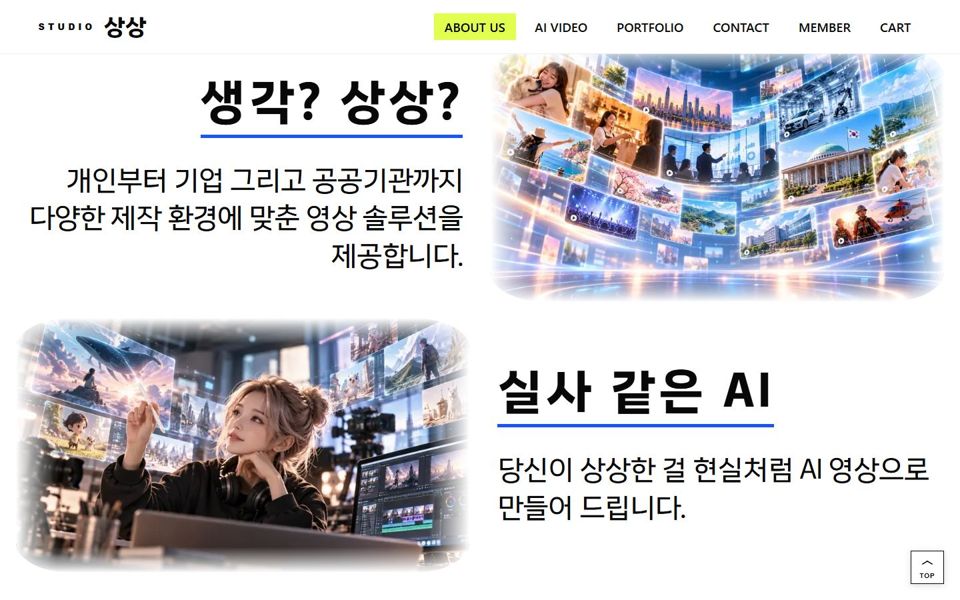 STUDIO 상상
ABOUT US AI VIDEO PORTFOLIO CONTACT MEMBER CART
생각? 상상?
개인부터 기업 그리고 공공기관까지
다양한 제작 환경에 맞춘 영상 솔루션을
제공합니다.
실사 같은 AI
당신이 상상한 걸 현실처럼 AI 영상으로
만들어 드립니다.
TOP